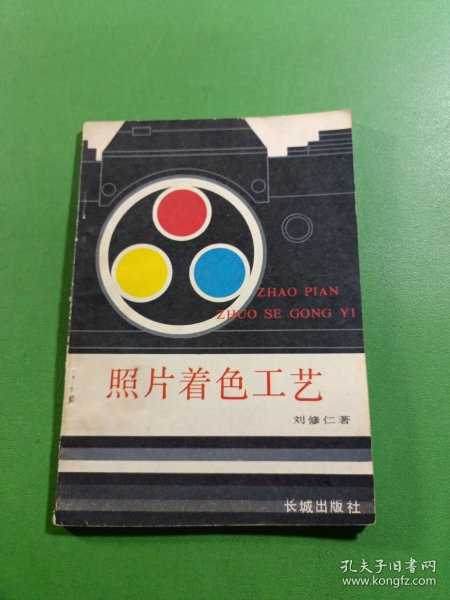 ZHAO PIAN
ZHUO SE GONG YI
照片着色工艺
刘修仁著
长城出版社
孔夫子旧书网
www.kongfz.com